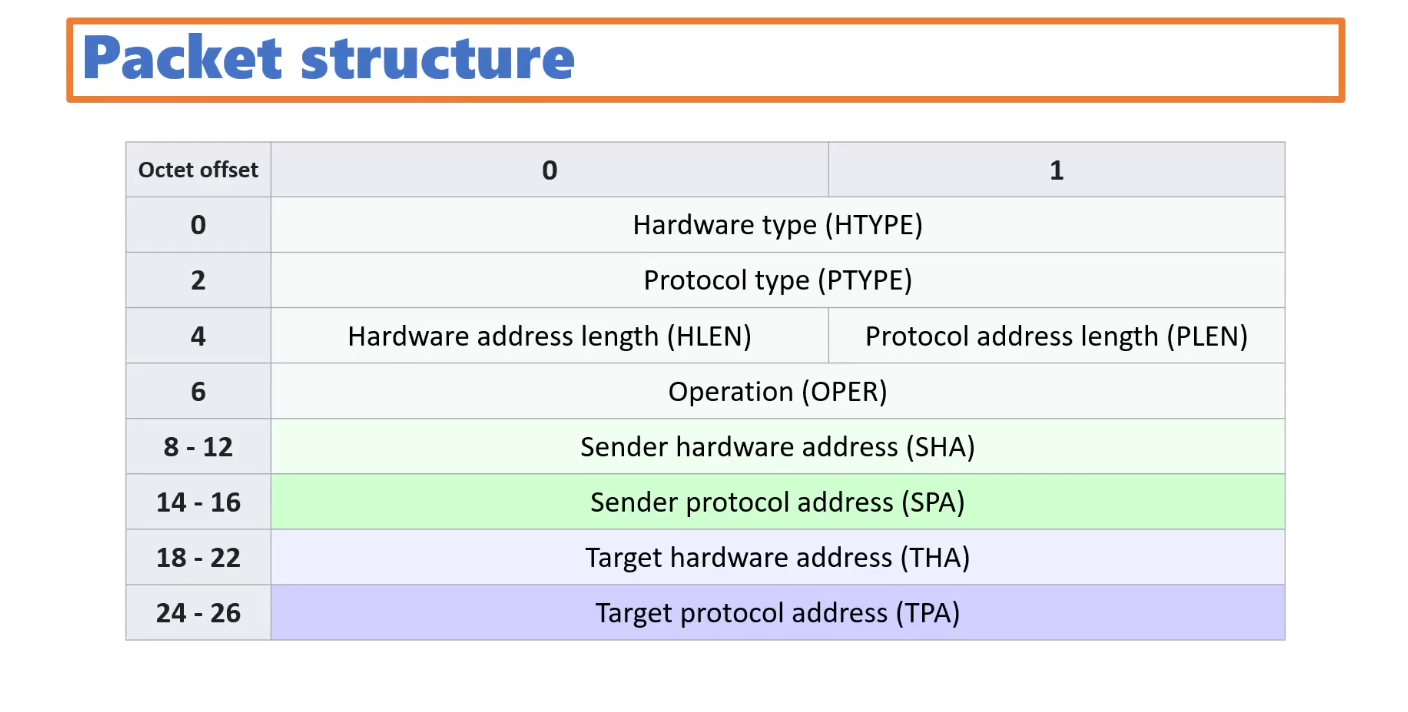 Packet structure
Octet offset 0 1
0 Hardware type (HTYPE)
2 Protocol type (PTYPE)
4 Hardware address length (HLEN) Protocol address length (PLEN)
6 Operation (OPER)
8 - 12 Sender hardware address (SHA)
14 - 16 Sender protocol address (SPA)
18 - 22 Target hardware address (THA)
24 - 26 Target protocol address (TPA)